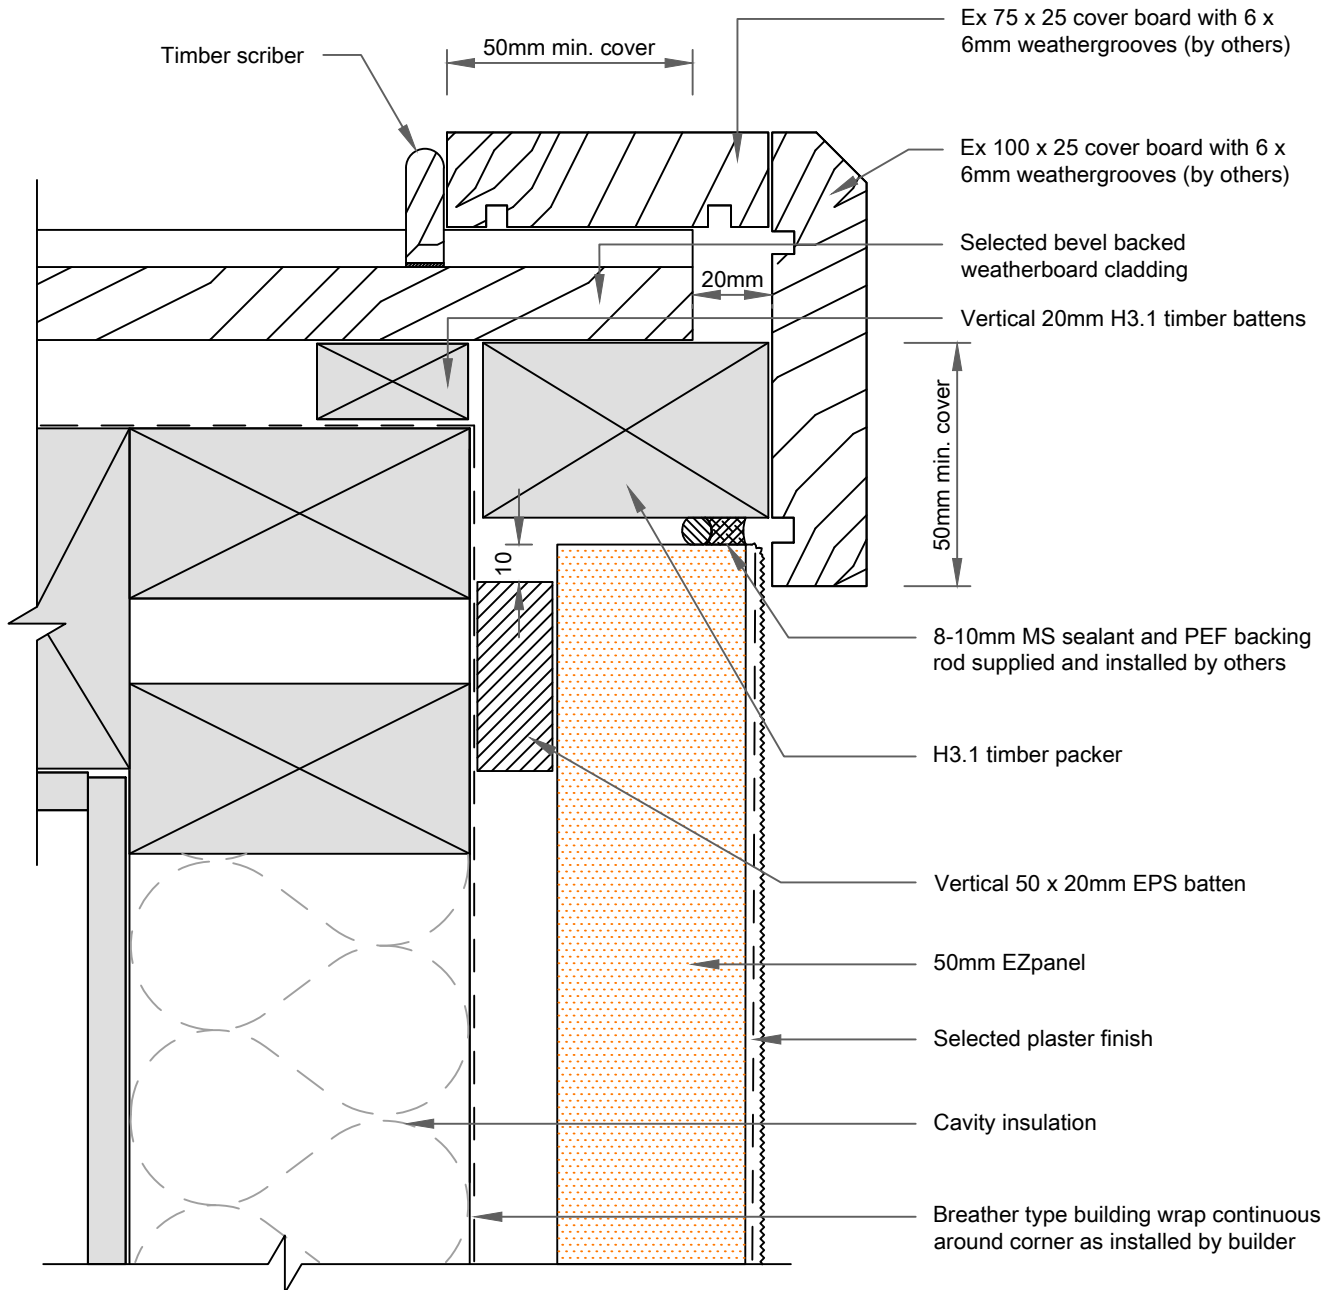 Ex 75 x 25 cover board with 6 x
6mm weathergrooves (by others)
50mm min. cover
Timber scriber
Ex 100 x 25 cover board with 6 x
6mm weathergrooves (by others)
Selected bevel backed
weatherboard cladding
20mm
Vertical 20mm H3.1 timber battens
50mm min. cover
10
8-10mm MS sealant and PEF backing
rod supplied and installed by others
H3.1 timber packer
Vertical 50 x 20mm EPS batten
50mm EZpanel
Selected plaster finish
Cavity insulation
Breather type building wrap continuous
around corner as installed by builder